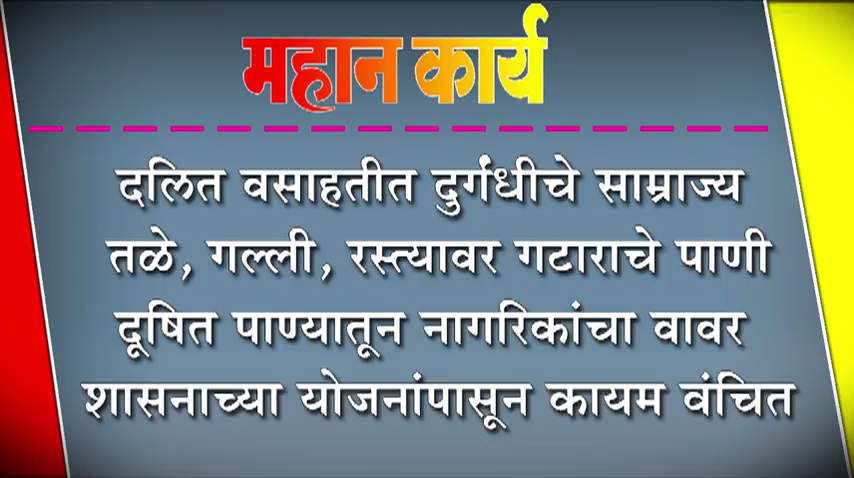 महान कार्य
दलित वसाहतीत दुर्गंधीचे साम्राज्य
तळे, गल्ली, रस्त्यावर गटाराचे पाणी
दूषित पाण्यातून नागरिकांचा वावर
शासनाच्या योजनांपासून कायम वंचित